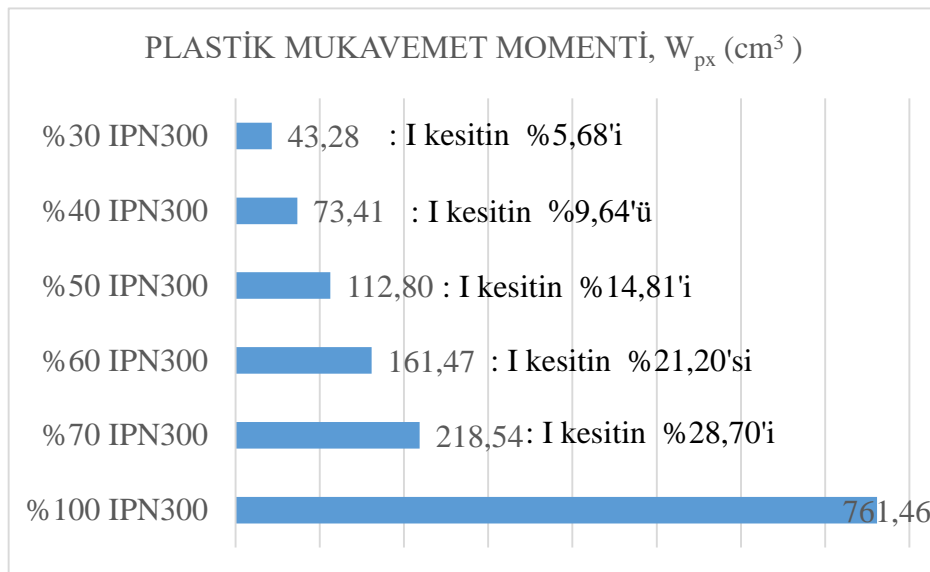 PLASTİK MUKAVEMET MOMENTİ, Wpx (cm³ )
%30 IPN300 43,28 : I kesitin %5,68'i
%40 IPN300 73,41 : I kesitin %9,64'ü
%50 IPN300 112,80 : I kesitin %14,81'i
%60 IPN300 161,47 : I kesitin %21,20'si
%70 IPN300 218,54 : I kesitin %28,70'i
%100 IPN300 761,46